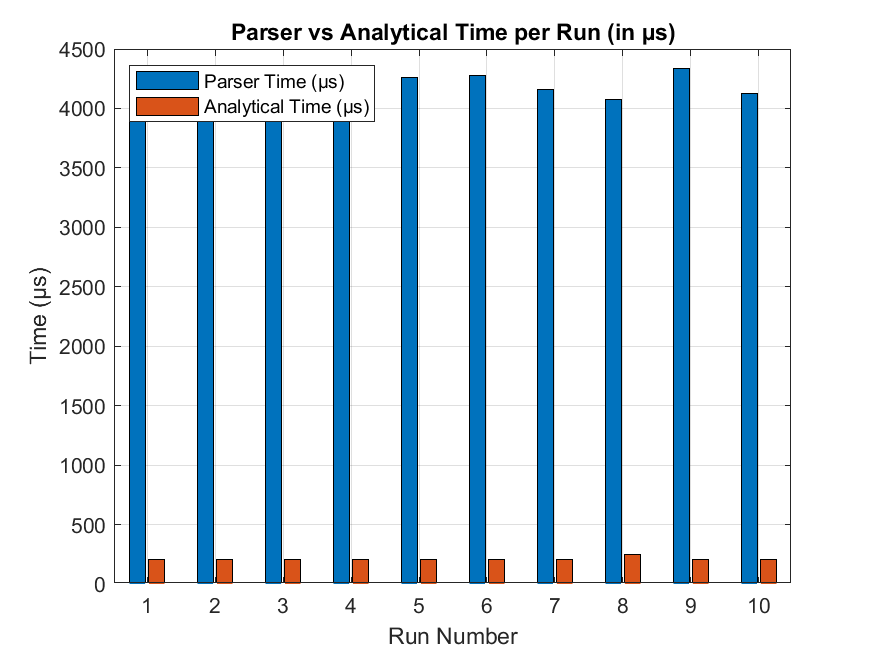 Parser vs Analytical Time per Run (in µs)
4500
4000
3500
3000
2500
2000
1500
1000
500
0
Parser Time (µs)
Analytical Time (µs)
Time (µs)
1 2 3 4 5 6 7 8 9 10
Run Number